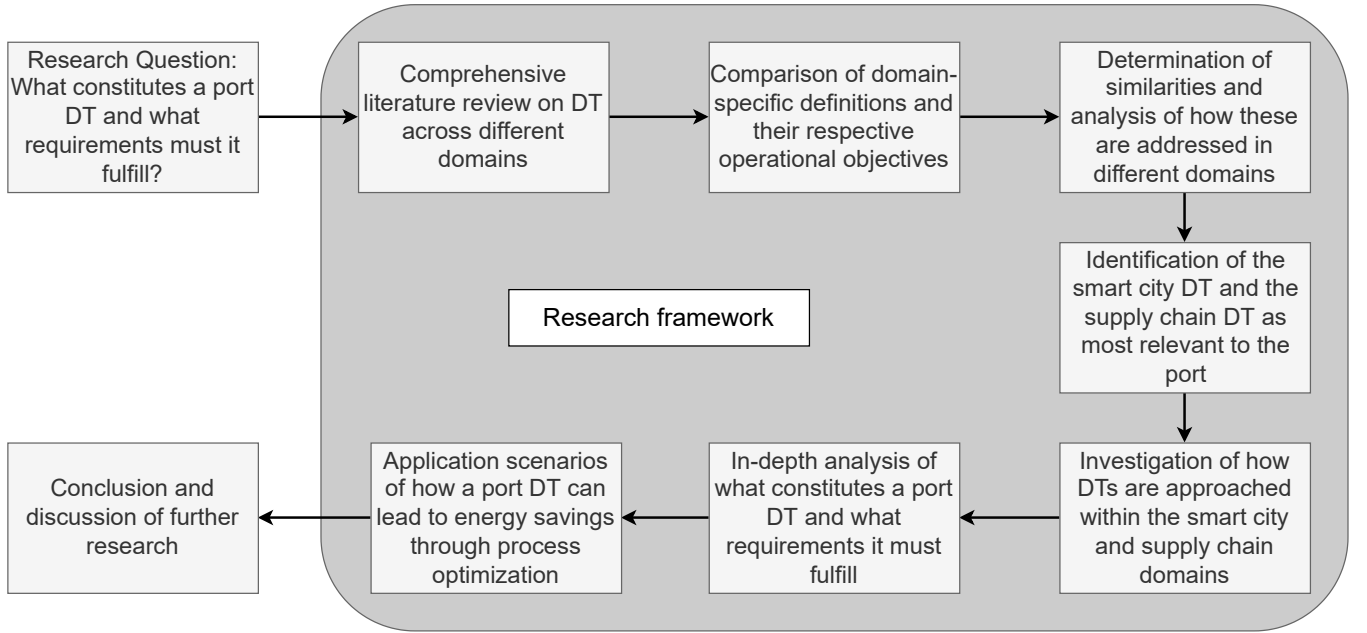 Research Question:
What constitutes a port
DT and what
requirements must it
fulfill?
Comprehensive
literature review on DT
across different
domains
Comparison of domain-
specific definitions and
their respective
operational objectives
Determination of
similarities and
analysis of how these
are addressed in
different domains
Identification of the
smart city DT and the
supply chain DT as
most relevant to the
port
Research framework
Investigation of how
DTs are approached
within the smart city
and supply chain
domains
In-depth analysis of
what constitutes a port
DT and what
requirements it must
fulfill
Application scenarios
of how a port DT can
lead to energy savings
through process
optimization
Conclusion and
discussion of further
research